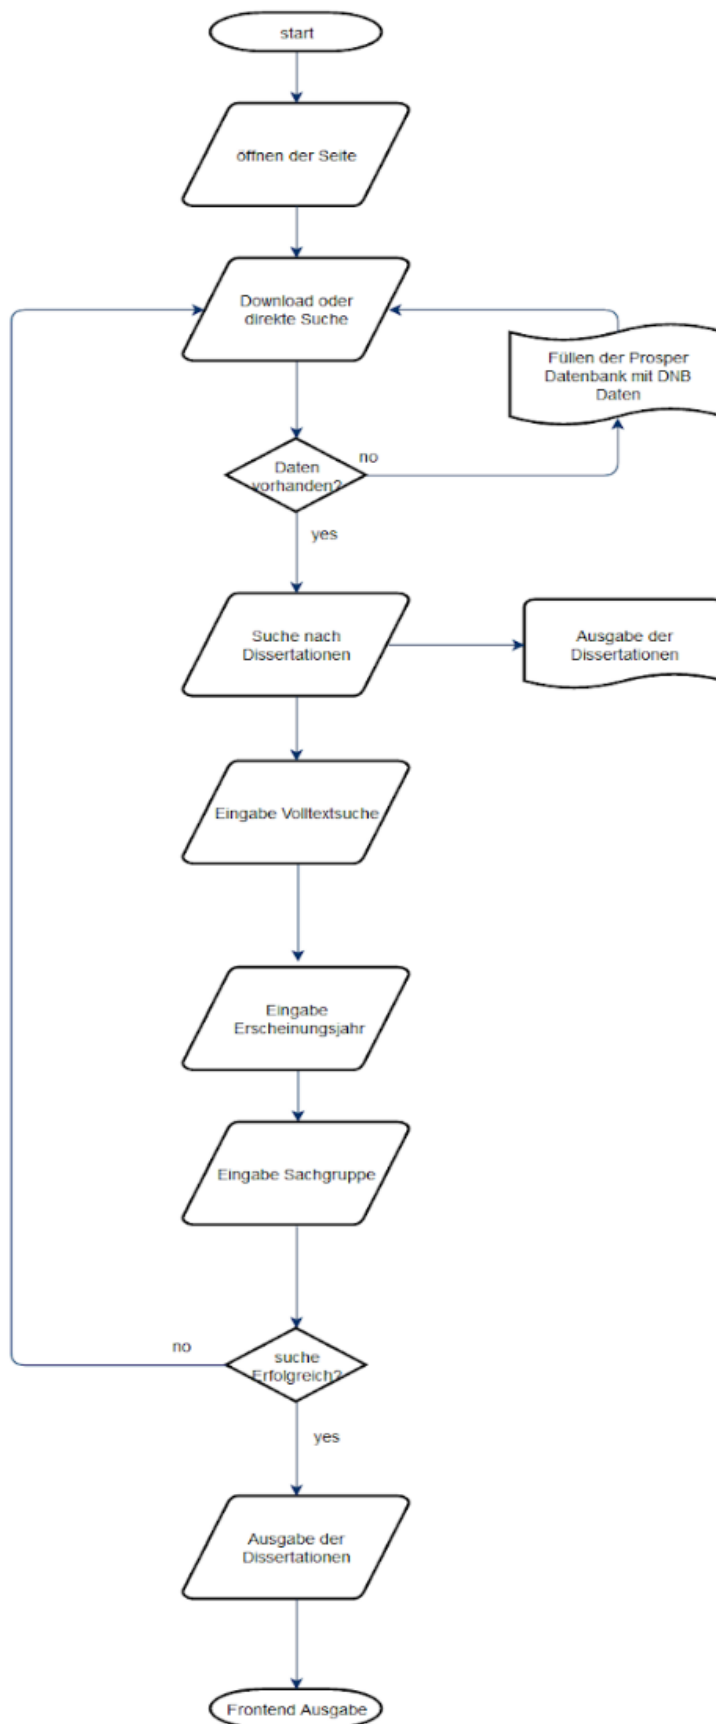 start
öffnen der Seite
Download oder
direkte Suche
Füllen der Prosper
Datenbank mit DNB
Daten
Daten
vorhanden?
no
yes
Suche nach
Dissertationen
Ausgabe der
Dissertationen
Eingabe Volltextsuche
Eingabe
Erscheinungsjahr
Eingabe Sachgruppe
no
suche
Erfolgreich?
yes
Ausgabe der
Dissertationen
Frontend Ausgabe